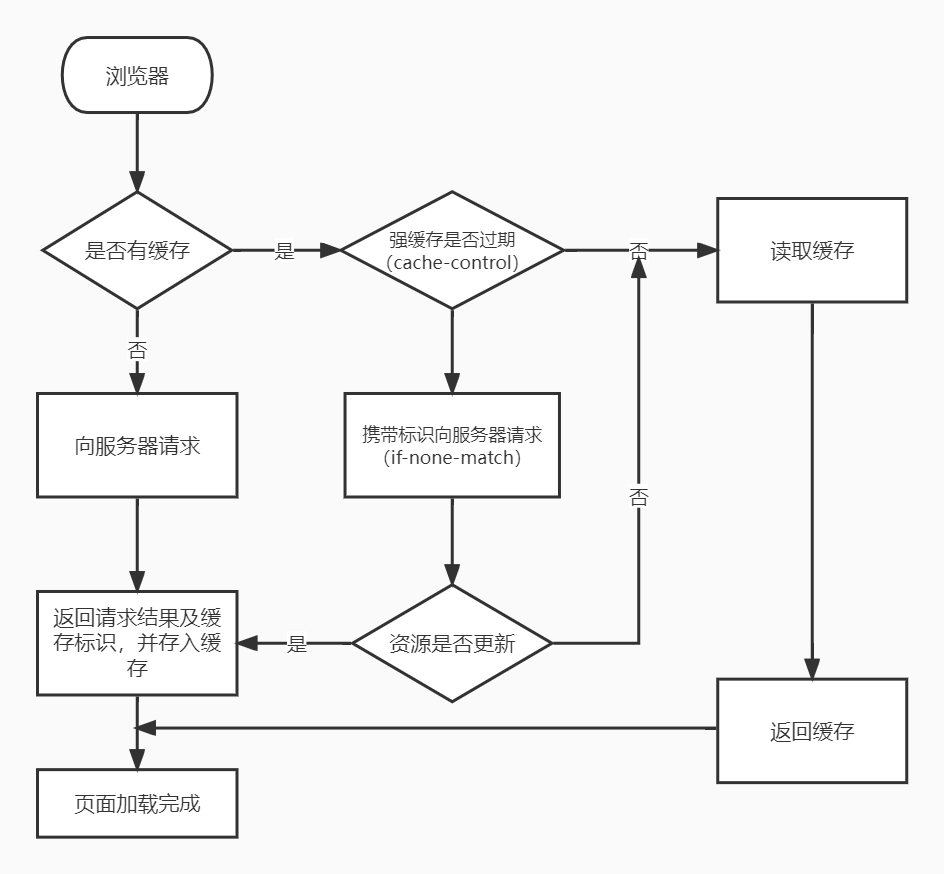 浏览器
是否有缓存
是
强缓存是否过期
（cache-control）
否
读取缓存
否
向服务器请求
携带标识向服务器请求
（if-none-match）
否
返回请求结果及缓
存标识，并存入缓
存
是
资源是否更新
返回缓存
页面加载完成